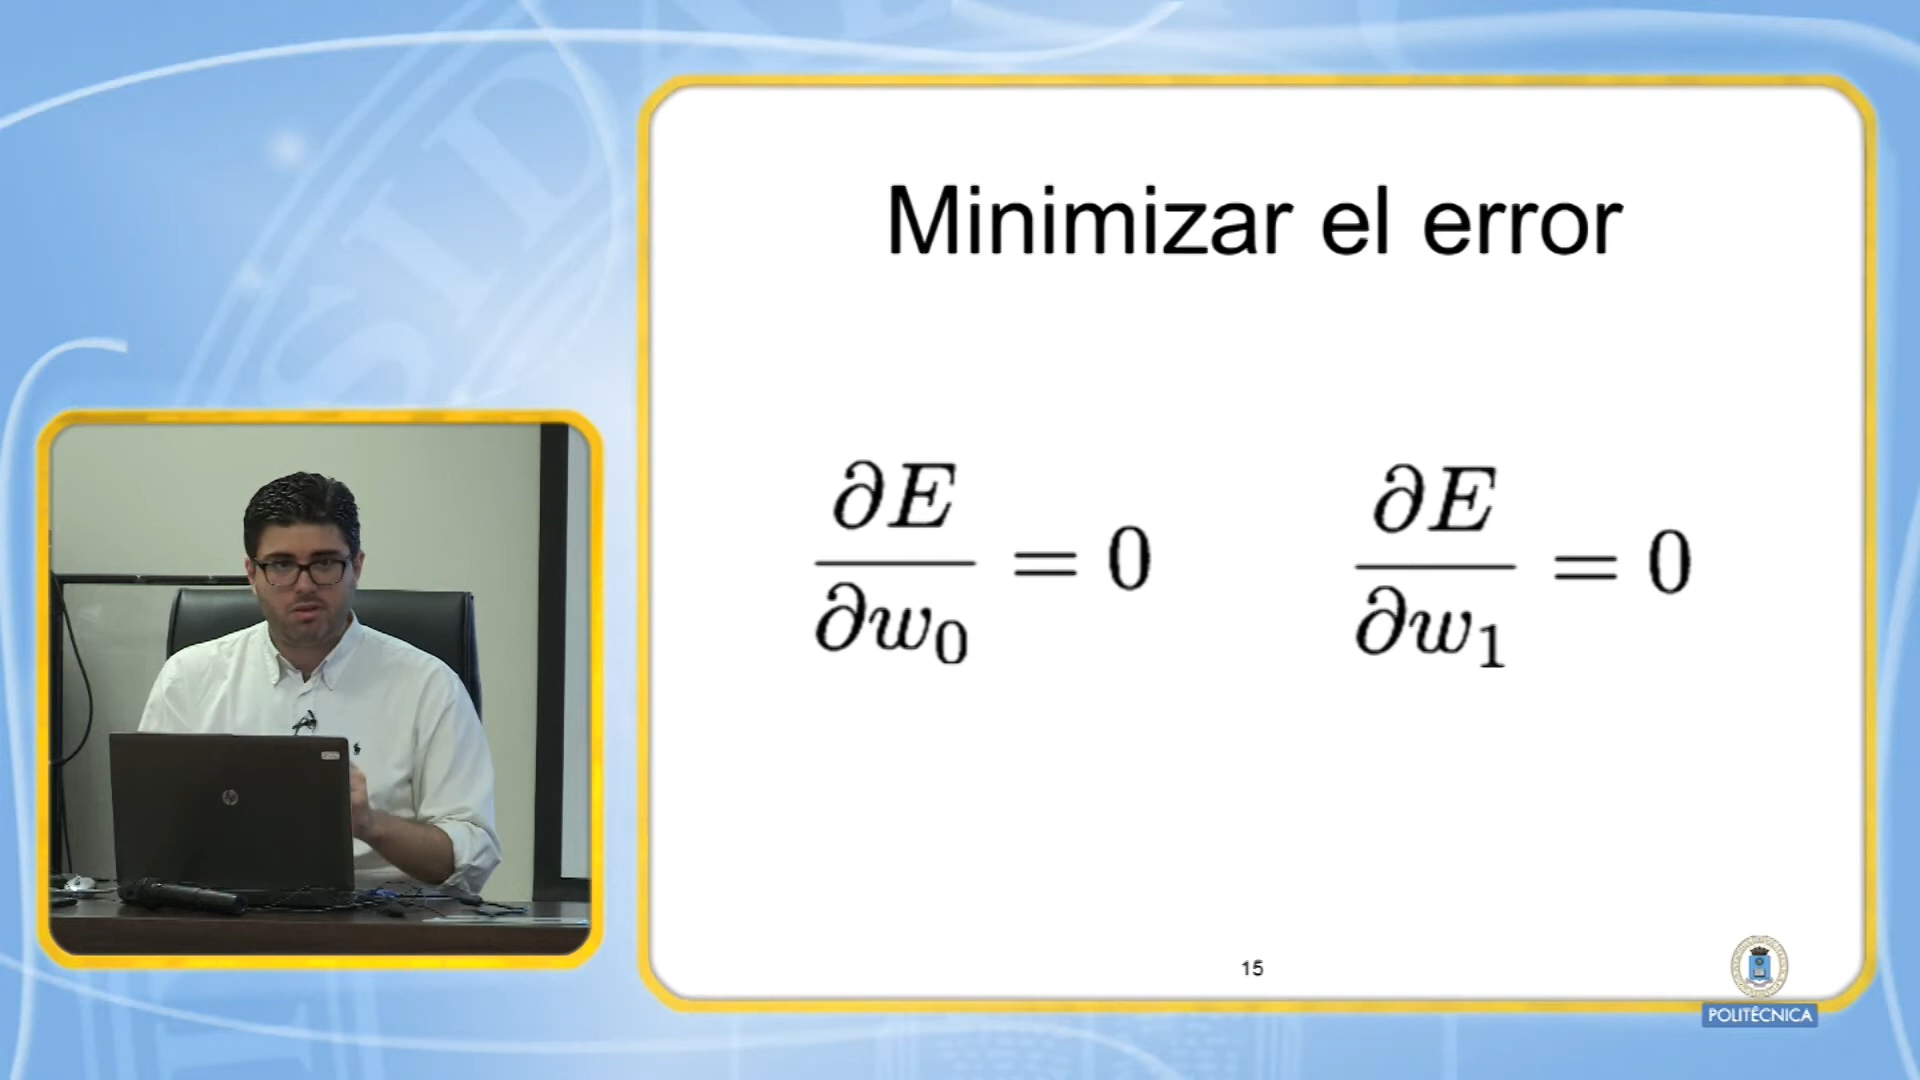 Minimizar el error
∂E/∂w₀ = 0
∂E/∂w₁ = 0
15
POLITÉCNICA